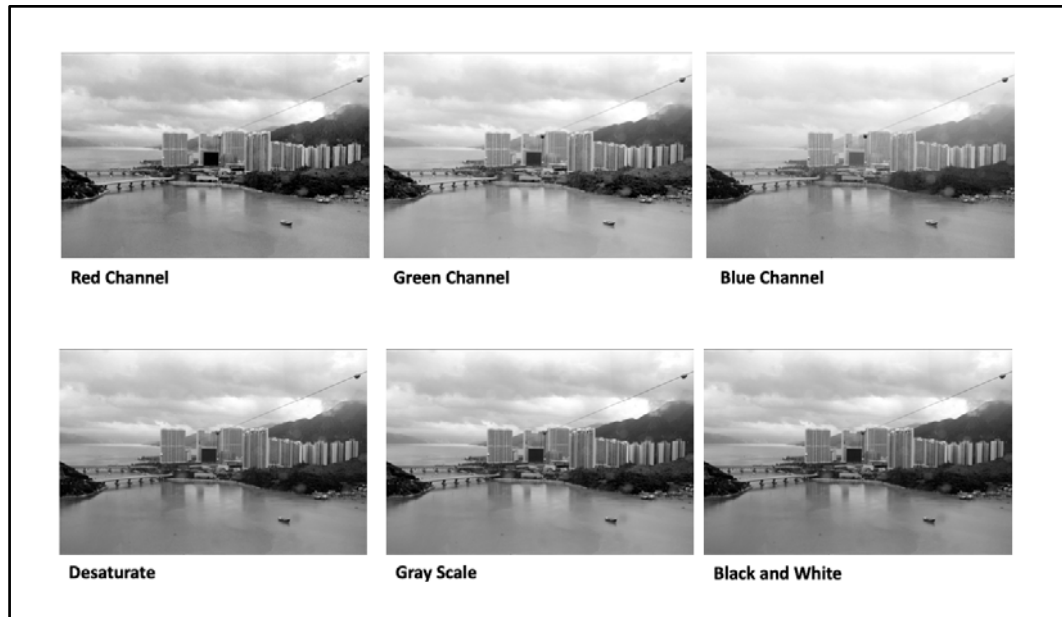 Red Channel
Green Channel
Blue Channel
Desaturate
Gray Scale
Black and White